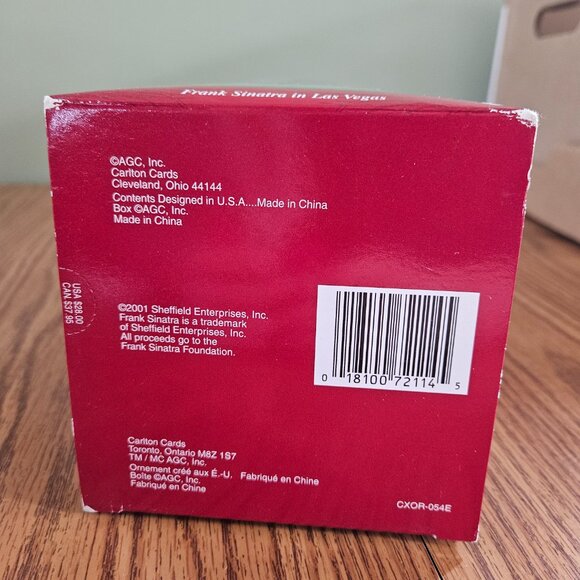 Frank Sinatra in Las Vegas
©AGC, Inc.
Carlton Cards
Cleveland, Ohio 44144
Contents Designed in U.S.A....Made in China
Box ©AGC, Inc.
Made in China
USA $28.00
CAN $37.95
©2001 Sheffield Enterprises, Inc.
Frank Sinatra is a trademark
of Sheffield Enterprises, Inc.
All proceeds go to the
Frank Sinatra Foundation.
0 18100 72114 5
Carlton Cards
Toronto, Ontario M8Z 1S7
TM / MC AGC, Inc.
Ornement créé aux É.-U. Fabriqué en Chine
Boîte ©AGC, Inc.
Fabriqué en Chine
CXOR-054E